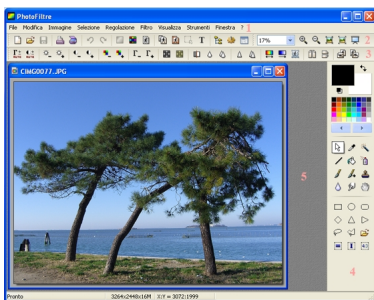 PhotoFiltre
File Modifica Immagine Selezione Regolazione Filtro Visualizza Strumenti Finestra ? 1
17% 2
3
CIMG0077.JPG
5
4
Pronto 3264x2448x16M X:Y = 3072:1999